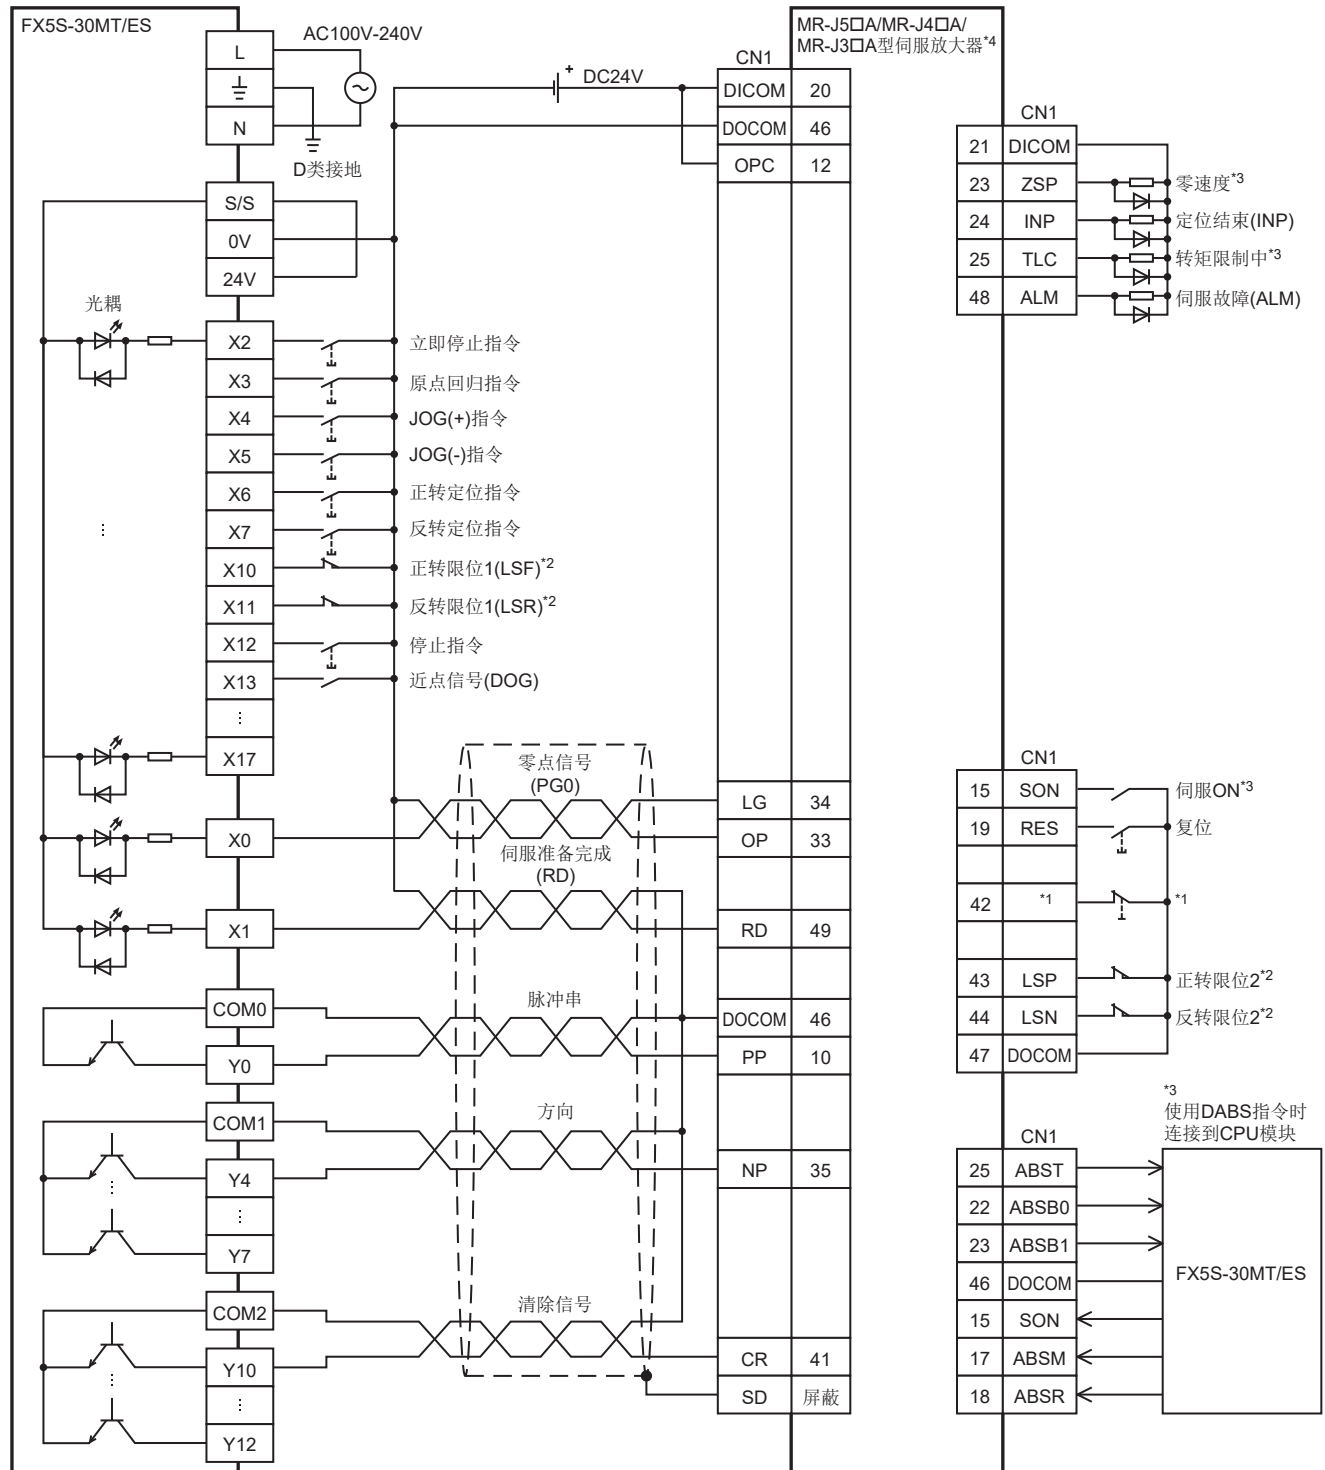 FX5S-30MT/ES
L
N
AC100V-240V
D类接地
S/S
0V
24V
光耦
X2 立即停止指令
X3 原点回归指令
X4 JOG(+)指令
X5 JOG(-)指令
X6 正转定位指令
X7 反转定位指令
X10 正转限位1(LSF)*2
X11 反转限位1(LSR)*2
X12 停止指令
X13 近点信号(DOG)
X17
X0
X1
COM0
Y0
COM1
Y4
Y7
COM2
Y10
Y12
+ DC24V
零点信号
(PG0)
伺服准备完成
(RD)
脉冲串
方向
清除信号
MR-J5□A/MR-J4□A/
MR-J3□A型伺服放大器*4
CN1
DICOM 20
DOCOM 46
OPC 12
LG 34
OP 33
RD 49
DOCOM 46
PP 10
NP 35
CR 41
SD 屏蔽
CN1
21 DICOM
23 ZSP 零速度*3
24 INP 定位结束(INP)
25 TLC 转矩限制中*3
48 ALM 伺服故障(ALM)
CN1
15 SON 伺服ON*3
19 RES 复位
42 *1 *1
43 LSP 正转限位2*2
44 LSN 反转限位2*2
47 DOCOM
*3
使用DABS指令时
连接到CPU模块
CN1
25 ABST
22 ABSB0
23 ABSB1
46 DOCOM
15 SON
17 ABSM
18 ABSR
FX5S-30MT/ES